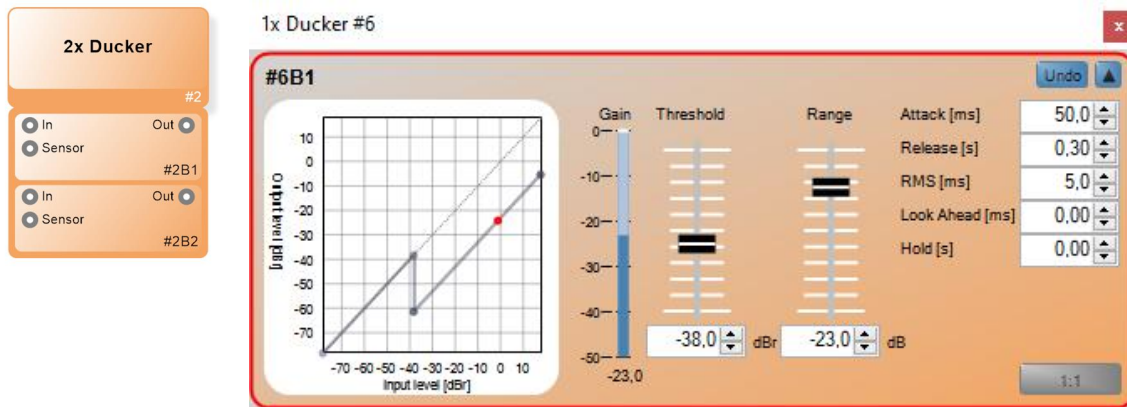 2x Ducker
#2
In Out
Sensor
#2B1
In Out
Sensor
#2B2
1x Ducker #6
x
#6B1
Undo
10
0
-10
-20
-30
-40
-50
-60
-70
Output level [dBr]
-70 -60 -50 -40 -30 -20 -10 0 10
Input level [dBr]
Gain
0
-10
-20
-30
-40
-50
-23,0
Threshold
-38,0 dBr
Range
-23,0 dB
Attack [ms] 50,0
Release [s] 0,30
RMS [ms] 5,0
Look Ahead [ms] 0,00
Hold [s] 0,00
1:1